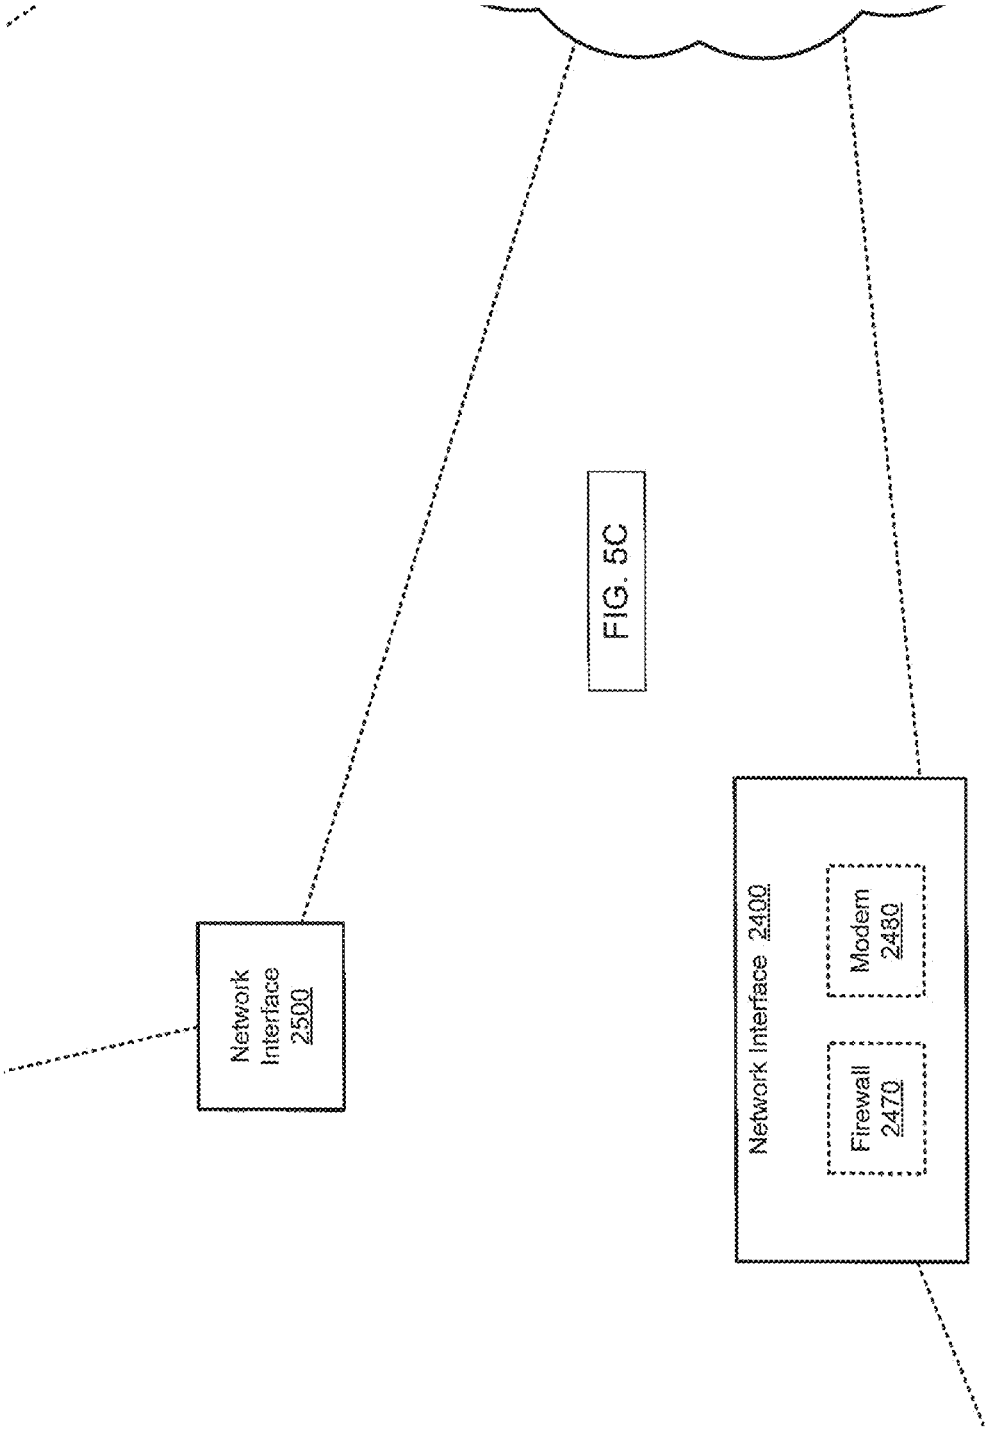 Network
Interface
2500
FIG. 5C
Network Interface 2400
Firewall
2470
Modem
2480